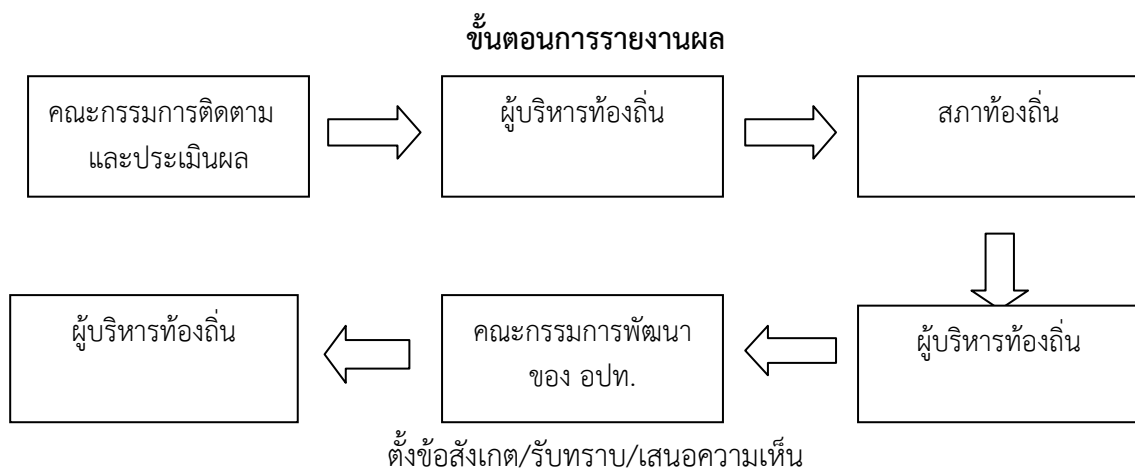 ขั้นตอนการรายงานผล
คณะกรรมการติดตาม
และประเมินผล
ผู้บริหารท้องถิ่น
สภาท้องถิ่น
ผู้บริหารท้องถิ่น
คณะกรรมการพัฒนา
ของ อปท.
ผู้บริหารท้องถิ่น
ตั้งข้อสังเกต/รับทราบ/เสนอความเห็น